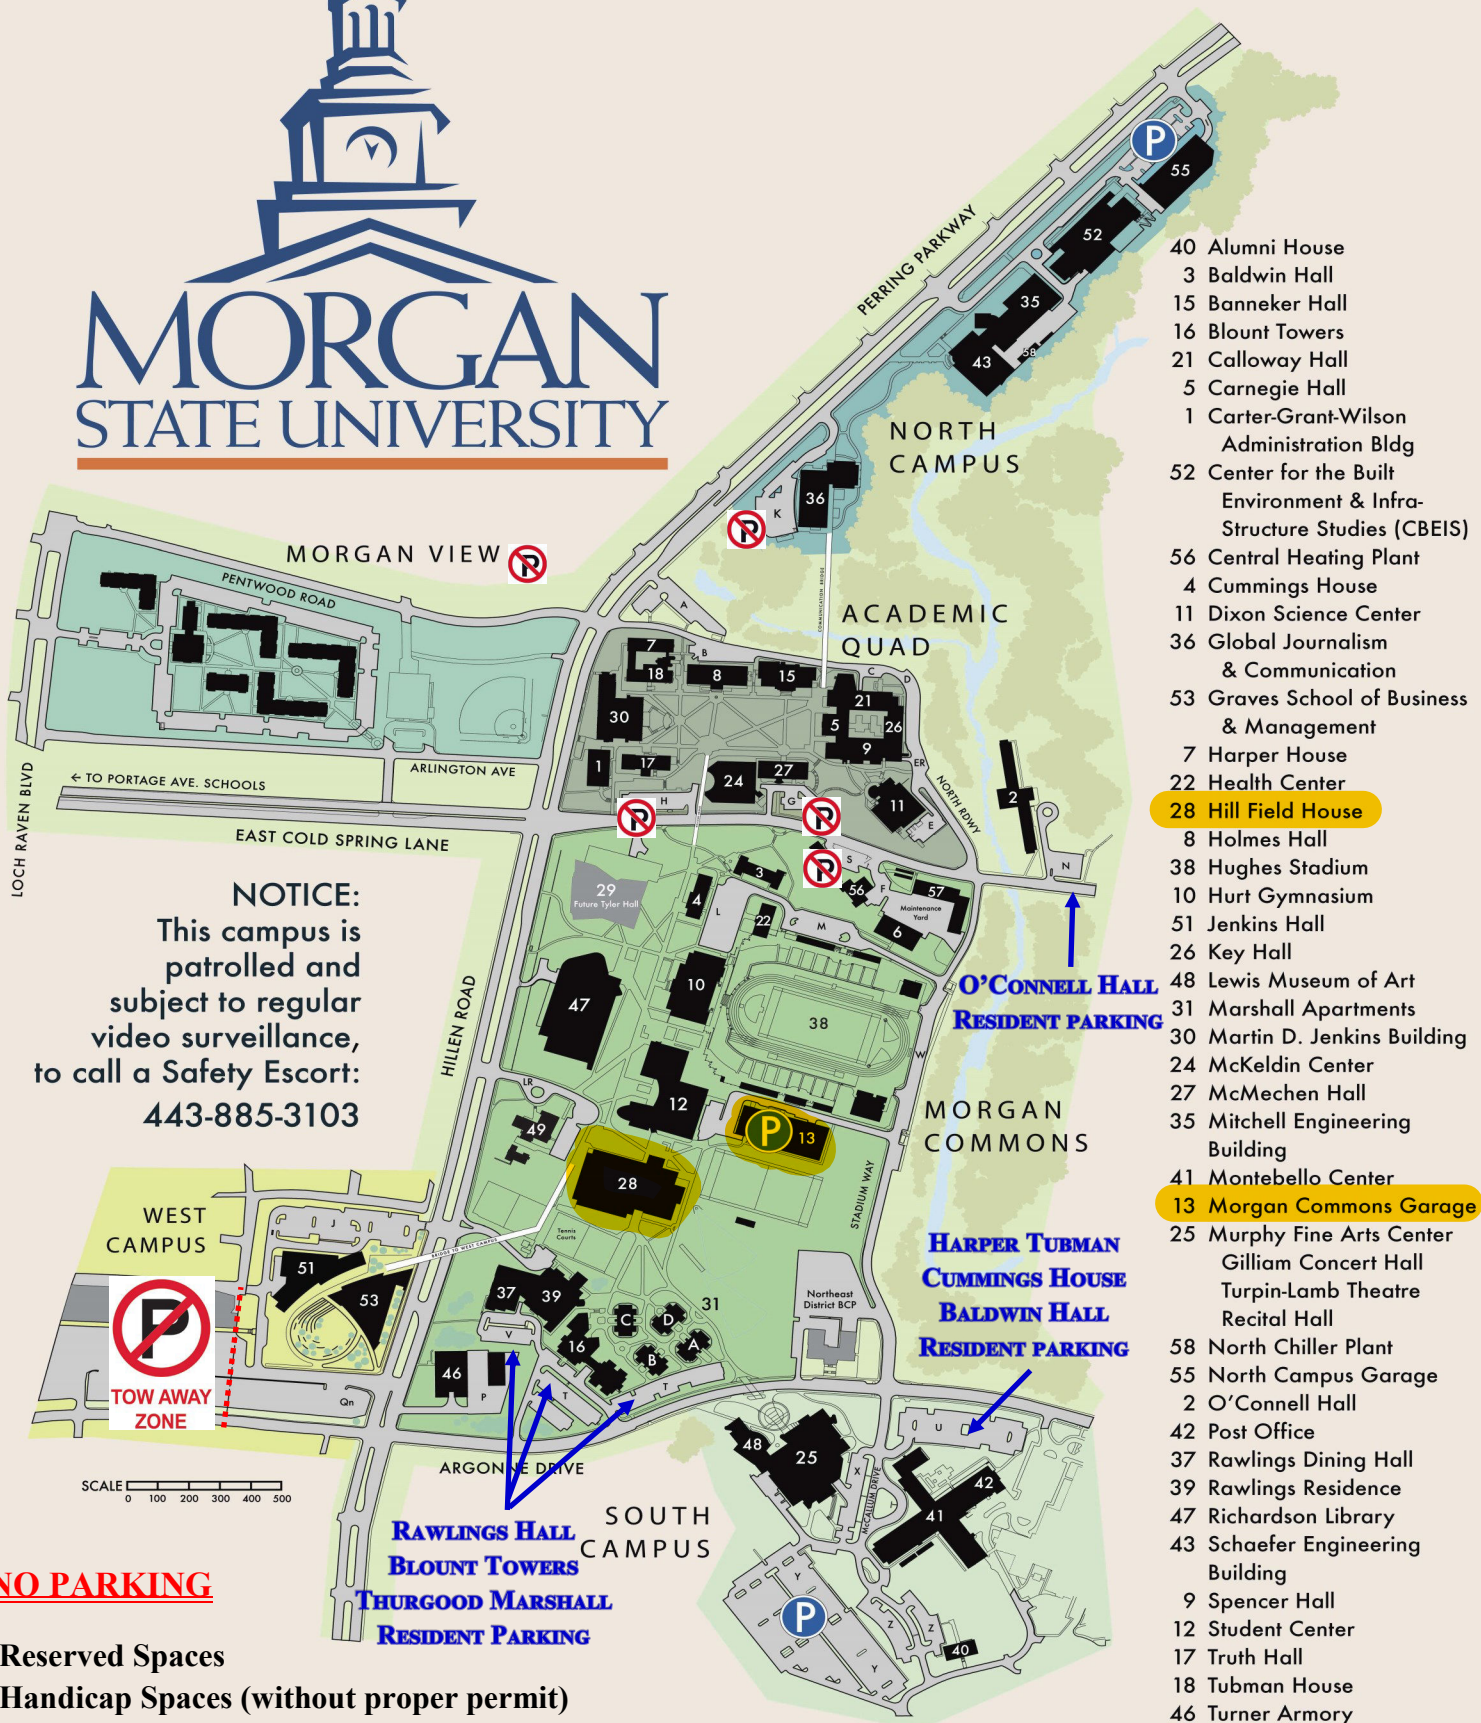 MORGAN
STATE UNIVERSITY
P
55
52
35
58
43
PERRING PARKWAY
NORTH
CAMPUS
36
K
P
COMMUNICATION BRIDGE
MORGAN VIEW
P
PENTWOOD ROAD
A
ACADEMIC
QUAD
7
B
18
8
15
C
D
21
30
5
26
9
1
17
24
27
ER
11
2
H
G
E
N
NORTH RDWY
P
P
P
ARLINGTON AVE
← TO PORTAGE AVE. SCHOOLS
EAST COLD SPRING LANE
LOCH RAVEN BLVD
NOTICE:
This campus is
patrolled and
subject to regular
video surveillance,
to call a Safety Escort:
443-885-3103
HILLEN ROAD
29
Future Tyler Hall
3
S
56
F
57
Maintenance
Yard
4
L
22
M
6
47
10
38
W
O'CONNELL HALL
RESIDENT PARKING
LR
49
12
P
13
MORGAN
COMMONS
28
STADIUM WAY
Tennis
Courts
BRIDGE TO WEST CAMPUS
WEST
CAMPUS
J
51
53
P
TOW AWAY
ZONE
Qn
37
39
V
16
C
D
B
A
31
46
P
T
T
Northeast
District BCP
HARPER TUBMAN
CUMMINGS HOUSE
BALDWIN HALL
RESIDENT PARKING
ARGONNE DRIVE
SCALE
0 100 200 300 400 500
RAWLINGS HALL
BLOUNT TOWERS
THURGOOD MARSHALL
RESIDENT PARKING
SOUTH
CAMPUS
48
25
X
McCALLUM DRIVE
T
U
42
41
Y
P
Z
Z
Y
40
NO PARKING
Reserved Spaces
Handicap Spaces (without proper permit)
40 Alumni House
3 Baldwin Hall
15 Banneker Hall
16 Blount Towers
21 Calloway Hall
5 Carnegie Hall
1 Carter-Grant-Wilson
Administration Bldg
52 Center for the Built
Environment & Infra-
Structure Studies (CBEIS)
56 Central Heating Plant
4 Cummings House
11 Dixon Science Center
36 Global Journalism
& Communication
53 Graves School of Business
& Management
7 Harper House
22 Health Center
28 Hill Field House
8 Holmes Hall
38 Hughes Stadium
10 Hurt Gymnasium
51 Jenkins Hall
26 Key Hall
48 Lewis Museum of Art
31 Marshall Apartments
30 Martin D. Jenkins Building
24 McKeldin Center
27 McMechen Hall
35 Mitchell Engineering
Building
41 Montebello Center
13 Morgan Commons Garage
25 Murphy Fine Arts Center
Gilliam Concert Hall
Turpin-Lamb Theatre
Recital Hall
58 North Chiller Plant
55 North Campus Garage
2 O'Connell Hall
42 Post Office
37 Rawlings Dining Hall
39 Rawlings Residence
47 Richardson Library
43 Schaefer Engineering
Building
9 Spencer Hall
12 Student Center
17 Truth Hall
18 Tubman House
46 Turner Armory